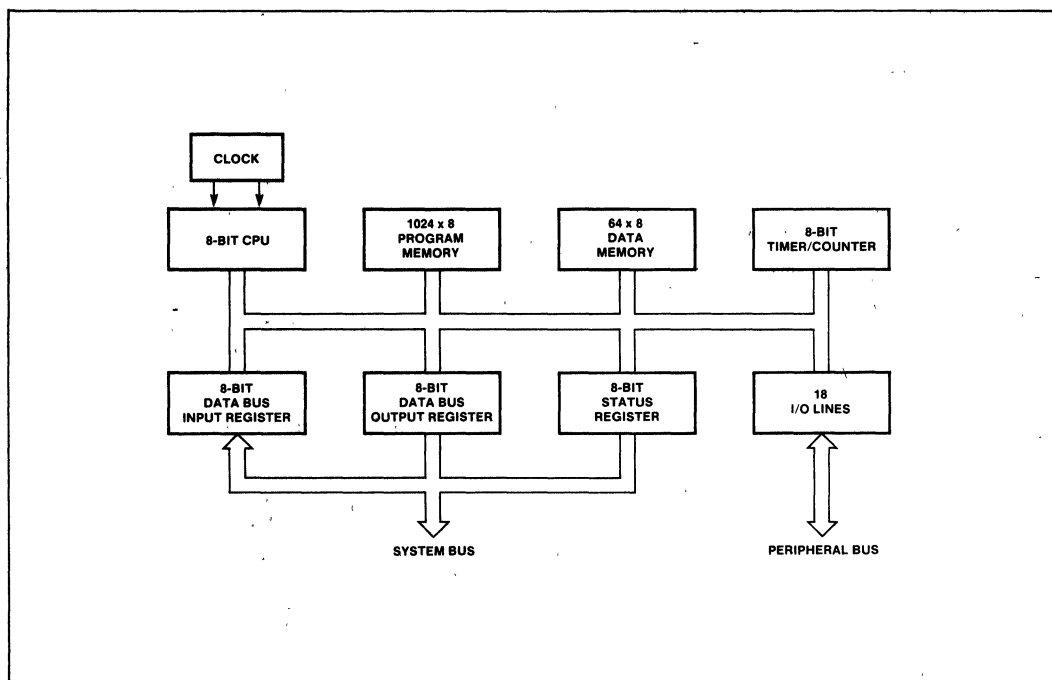 CLOCK
8-BIT CPU
1024 x 8
PROGRAM
MEMORY
64 x 8
DATA
MEMORY
8-BIT
TIMER/COUNTER
8-BIT
DATA BUS
INPUT REGISTER
8-BIT
DATA BUS
OUTPUT REGISTER
8-BIT
STATUS
REGISTER
18
I/O LINES
SYSTEM BUS
PERIPHERAL BUS